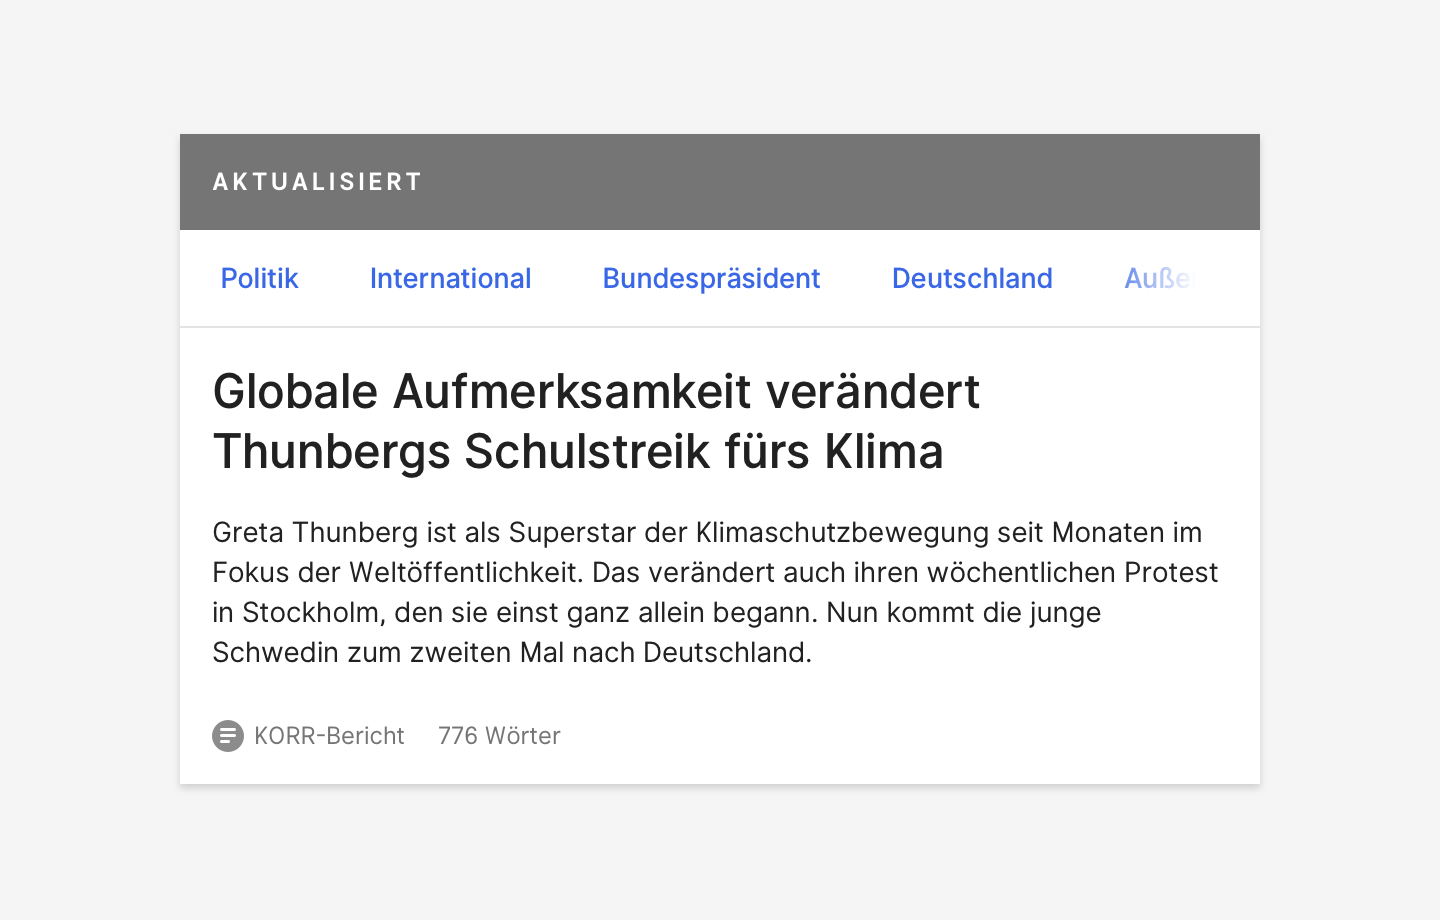 AKTUALISIERT
Politik International Bundespräsident Deutschland
Globale Aufmerksamkeit verändert
Thunbergs Schulstreik fürs Klima
Greta Thunberg ist als Superstar der Klimaschutzbewegung seit Monaten im
Fokus der Weltöffentlichkeit. Das verändert auch ihren wöchentlichen Protest
in Stockholm, den sie einst ganz allein begann. Nun kommt die junge
Schwedin zum zweiten Mal nach Deutschland.
KORR-Bericht 776 Wörter